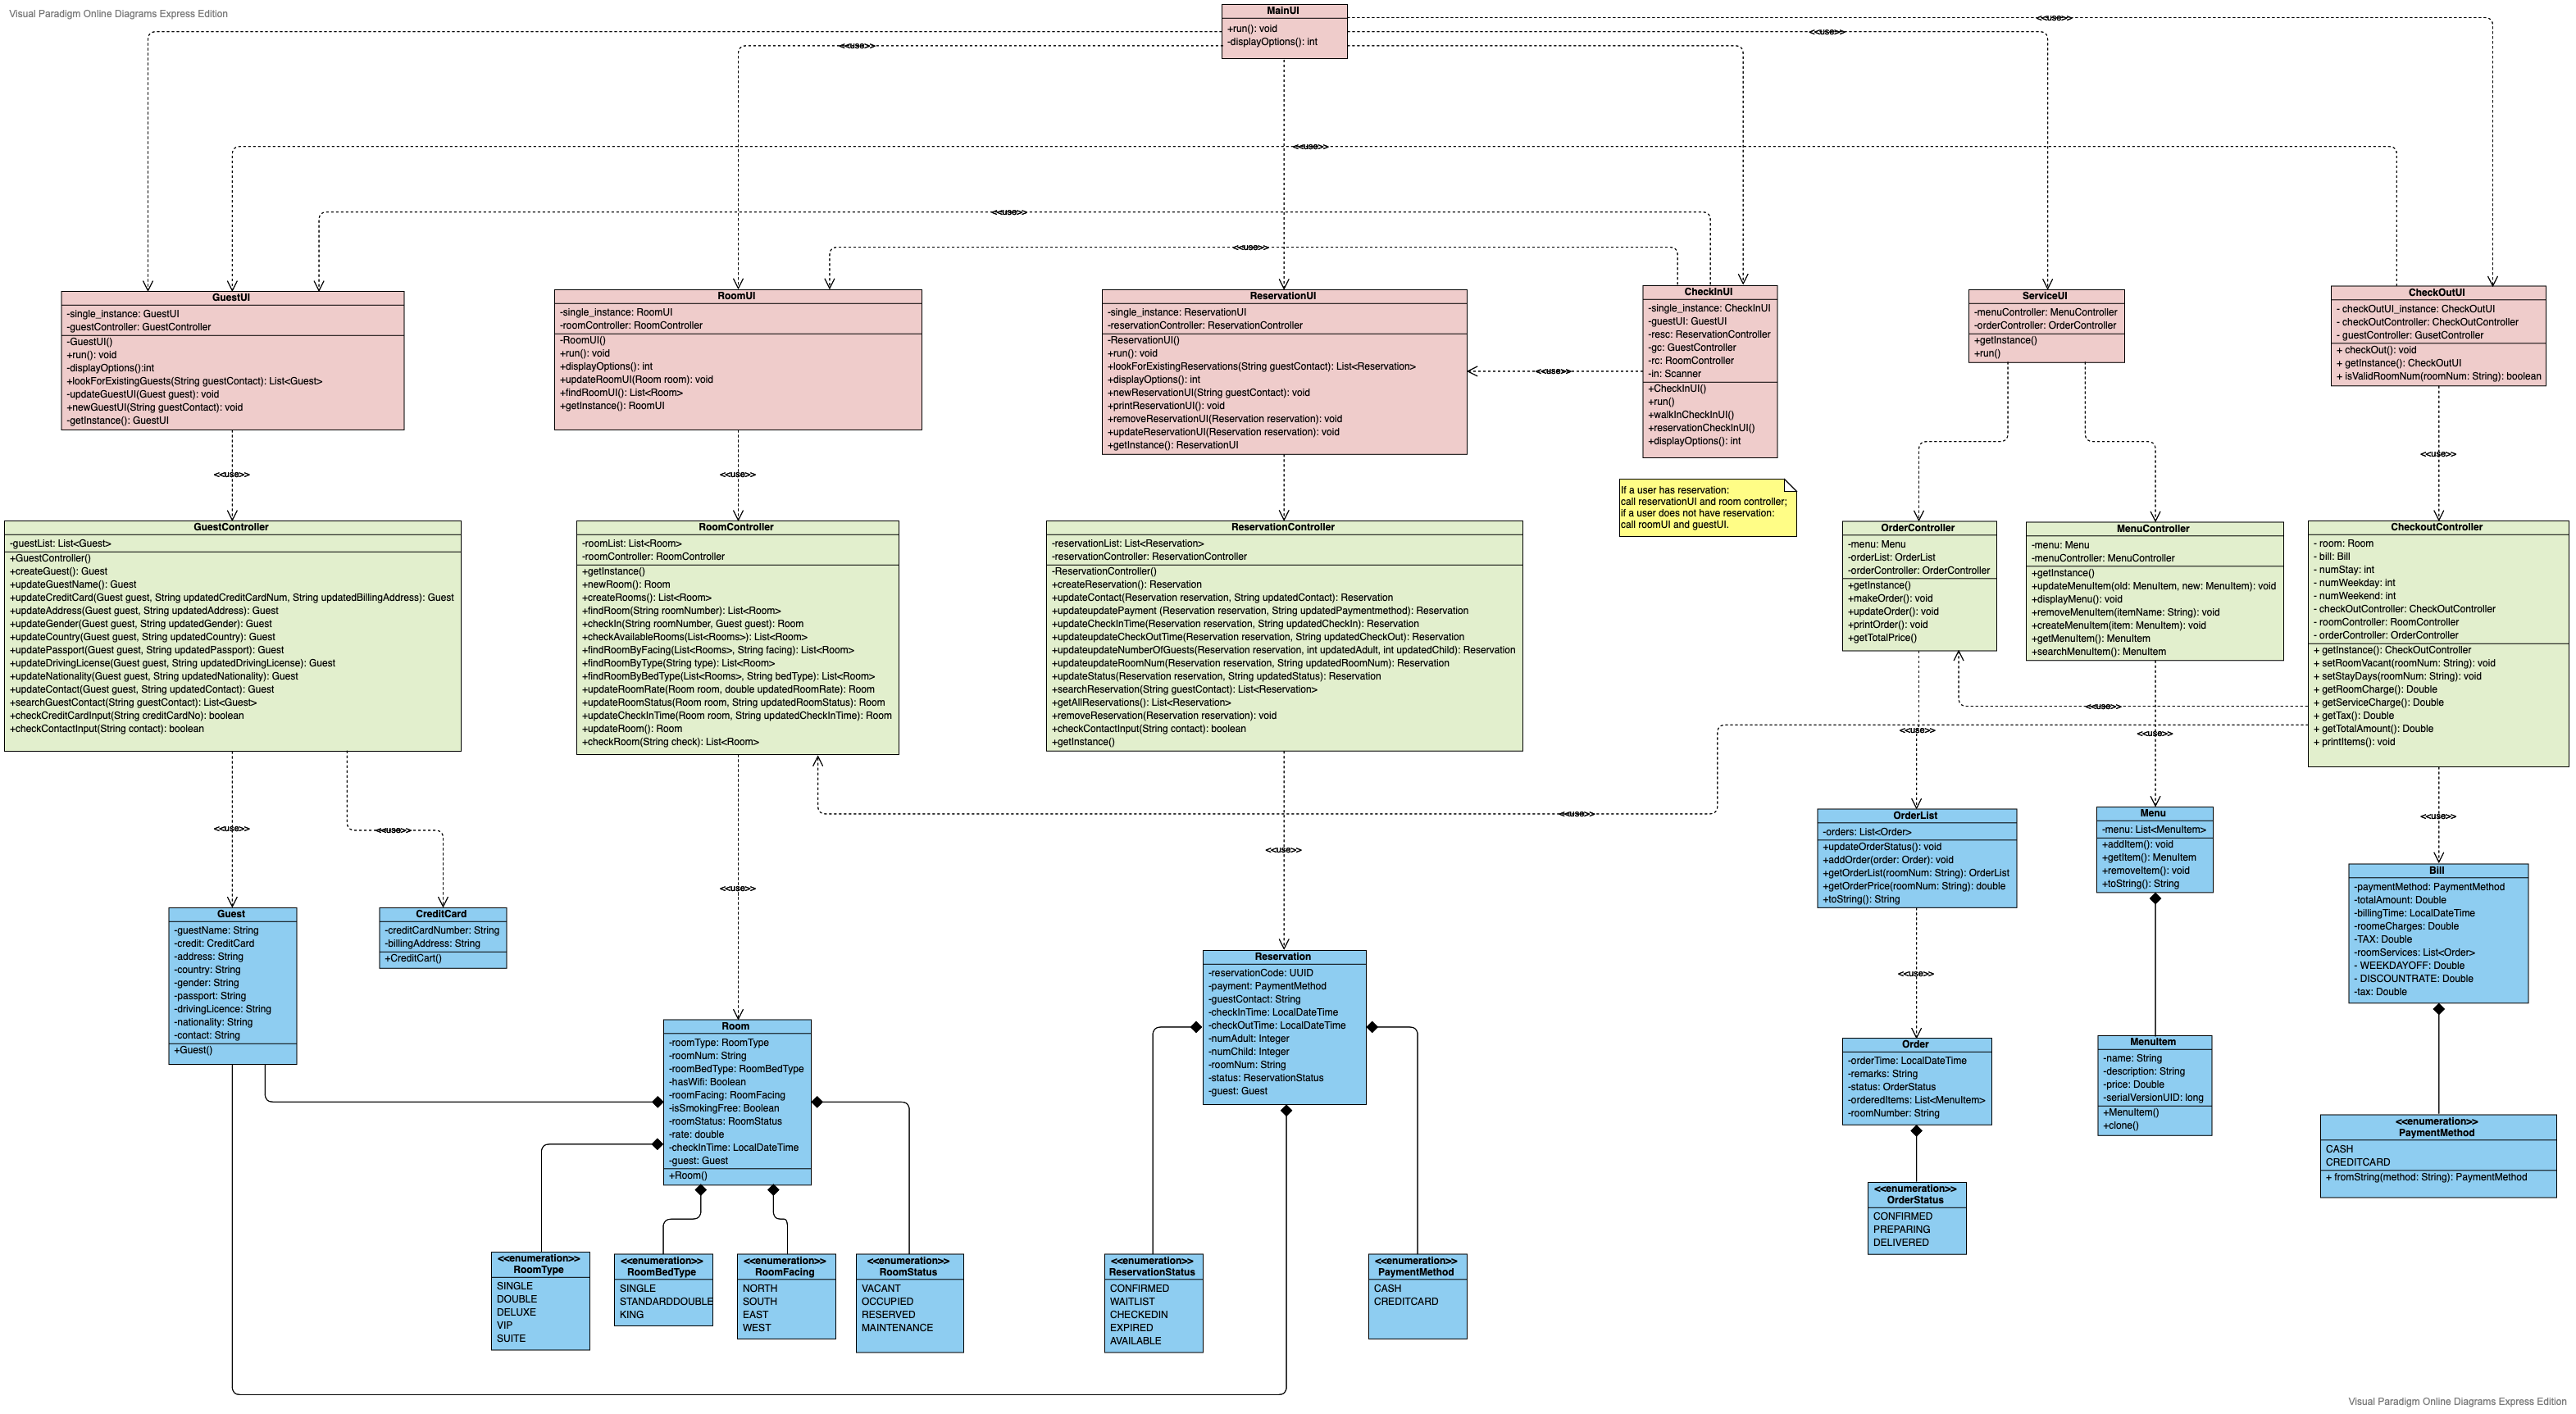 Visual Paradigm Online Diagrams Express Edition
MainUI
+run(): void
-displayOptions(): int
<<use>>
<<use>>
<<use>>
<<use>>
<<use>>
<<use>>
GuestUI
-single_instance: GuestUI
-guestController: GuestController
-GuestUI()
+run(): void
-displayOptions():int
+lookForExistingGuests(String guestContact): List<Guest>
-updateGuestUI(Guest guest): void
+newGuestUI(String guestContact): void
-getInstance(): GuestUI
RoomUI
-single_instance: RoomUI
-roomController: RoomController
-RoomUI()
+run(): void
+displayOptions(): int
+updateRoomUI(Room room): void
+findRoomUI(): List<Room>
+getInstance(): RoomUI
ReservationUI
-single_instance: ReservationUI
-reservationController: ReservationController
-ReservationUI()
+run(): void
+lookForExistingReservations(String guestContact): List<Reservation>
+displayOptions(): int
+newReservationUI(String guestContact): void
+printReservationUI(): void
+removeReservationUI(Reservation reservation): void
+updateReservationUI(Reservation reservation): void
+getInstance(): ReservationUI
<<use>>
CheckInUI
-single_instance: CheckInUI
-guestUI: GuestUI
-resc: ReservationController
-gc: GuestController
-rc: RoomController
-in: Scanner
+CheckInUI()
+run()
+walkInCheckInUI()
+reservationCheckInUI()
+displayOptions(): int
ServiceUI
-menuController: MenuController
-orderController: OrderController
+getInstance()
+run()
CheckOutUI
- checkOutUI_instance: CheckOutUI
- checkOutController: CheckOutController
- guestController: GusetController
+ checkOut(): void
+ getInstance(): CheckOutUI
+ isValidRoomNum(roomNum: String): boolean
<<use>>
<<use>>
<<use>>
If a user has reservation:
call reservationUI and room controller;
if a user does not have reservation:
call roomUI and guestUI.
GuestController
-guestList: List<Guest>
+GuestController()
+createGuest(): Guest
+updateGuestName(): Guest
+updateCreditCard(Guest guest, String updatedCreditCardNum, String updatedBillingAddress): Guest
+updateAddress(Guest guest, String updatedAddress): Guest
+updateGender(Guest guest, String updatedGender): Guest
+updateCountry(Guest guest, String updatedCountry): Guest
+updatePassport(Guest guest, String updatedPassport): Guest
+updateDrivingLicense(Guest guest, String updatedDrivingLicense): Guest
+updateNationality(Guest guest, String updatedNationality): Guest
+updateContact(Guest guest, String updatedContact): Guest
+searchGuestContact(String guestContact): List<Guest>
+checkCreditCardInput(String creditCardNo): boolean
+checkContactInput(String contact): boolean
RoomController
-roomList: List<Room>
-roomController: RoomController
+getInstance()
+newRoom(): Room
+createRooms(): List<Room>
+findRoom(String roomNumber): List<Room>
+checkIn(String roomNumber, Guest guest): Room
+checkAvailableRooms(List<Rooms>): List<Room>
+findRoomByFacing(List<Rooms>, String facing): List<Room>
+findRoomByType(String type): List<Room>
+findRoomByBedType(List<Rooms>, String bedType): List<Room>
+updateRoomRate(Room room, double updatedRoomRate): Room
+updateRoomStatus(Room room, String updatedRoomStatus): Room
+updateCheckInTime(Room room, String updatedCheckInTime): Room
+updateRoom(): Room
+checkRoom(String check): List<Room>
ReservationController
-reservationList: List<Reservation>
-reservationController: ReservationController
-ReservationController()
+createReservation(): Reservation
+updateContact(Reservation reservation, String updatedContact): Reservation
+updateupdatePayment (Reservation reservation, String updatedPaymentmethod): Reservation
+updateCheckInTime(Reservation reservation, String updatedCheckIn): Reservation
+updateupdateCheckOutTime(Reservation reservation, String updatedCheckOut): Reservation
+updateupdateNumberOfGuests(Reservation reservation, int updatedAdult, int updatedChild): Reservation
+updateupdateRoomNum(Reservation reservation, String updatedRoomNum): Reservation
+updateStatus(Reservation reservation, String updatedStatus): Reservation
+searchReservation(String guestContact): List<Reservation>
+getAllReservations(): List<Reservation>
+removeReservation(Reservation reservation): void
+checkContactInput(String contact): boolean
+getInstance()
OrderController
-menu: Menu
-orderList: OrderList
-orderController: OrderController
+getInstance()
+makeOrder(): void
+updateOrder(): void
+printOrder(): void
+getTotalPrice()
MenuController
-menu: Menu
-menuController: MenuController
+getInstance()
+updateMenuItem(old: MenuItem, new: MenuItem): void
+displayMenu(): void
+removeMenuItem(itemName: String): void
+createMenuItem(item: MenuItem): void
+getMenuItem(): MenuItem
+searchMenuItem(): MenuItem
CheckoutController
- room: Room
- bill: Bill
- numStay: int
- numWeekday: int
- numWeekend: int
- checkOutController: CheckOutController
- roomController: RoomController
- orderController: OrderController
+ getInstance(): CheckOutController
+ setRoomVacant(roomNum: String): void
+ setStayDays(roomNum: String): void
+ getRoomCharge(): Double
+ getServiceCharge(): Double
+ getTax(): Double
+ getTotalAmount(): Double
+ printItems(): void
<<use>>
<<use>>
<<use>>
<<use>>
<<use>>
<<use>>
<<use>>
<<use>>
<<use>>
OrderList
-orders: List<Order>
+updateOrderStatus(): void
+addOrder(order: Order): void
+getOrderList(roomNum: String): OrderList
+getOrderPrice(roomNum: String): double
+toString(): String
Menu
-menu: List<MenuItem>
+addItem(): void
+getItem(): MenuItem
+removeItem(): void
+toString(): String
Bill
-paymentMethod: PaymentMethod
-totalAmount: Double
-billingTime: LocalDateTime
-roomeCharges: Double
-TAX: Double
-roomServices: List<Order>
- WEEKDAYOFF: Double
- DISCOUNTRATE: Double
-tax: Double
Guest
-guestName: String
-credit: CreditCard
-address: String
-country: String
-gender: String
-passport: String
-drivingLicence: String
-nationality: String
-contact: String
+Guest()
CreditCard
-creditCardNumber: String
-billingAddress: String
+CreditCart()
<<use>>
Reservation
-reservationCode: UUID
-payment: PaymentMethod
-guestContact: String
-checkInTime: LocalDateTime
-checkOutTime: LocalDateTime
-numAdult: Integer
-numChild: Integer
-roomNum: String
-status: ReservationStatus
-guest: Guest
Room
-roomType: RoomType
-roomNum: String
-roomBedType: RoomBedType
-hasWifi: Boolean
-roomFacing: RoomFacing
-isSmokingFree: Boolean
-roomStatus: RoomStatus
-rate: double
-checkInTime: LocalDateTime
-guest: Guest
+Room()
Order
-orderTime: LocalDateTime
-remarks: String
-status: OrderStatus
-orderedItems: List<MenuItem>
-roomNumber: String
MenuItem
-name: String
-description: String
-price: Double
-serialVersionUID: long
+MenuItem()
+clone()
<<enumeration>>
PaymentMethod
CASH
CREDITCARD
+ fromString(method: String): PaymentMethod
<<enumeration>>
OrderStatus
CONFIRMED
PREPARING
DELIVERED
<<enumeration>>
RoomType
SINGLE
DOUBLE
DELUXE
VIP
SUITE
<<enumeration>>
RoomBedType
SINGLE
STANDARDDOUBLE
KING
<<enumeration>>
RoomFacing
NORTH
SOUTH
EAST
WEST
<<enumeration>>
RoomStatus
VACANT
OCCUPIED
RESERVED
MAINTENANCE
<<enumeration>>
ReservationStatus
CONFIRMED
WAITLIST
CHECKEDIN
EXPIRED
AVAILABLE
<<enumeration>>
PaymentMethod
CASH
CREDITCARD
Visual Paradigm Online Diagrams Express Edition